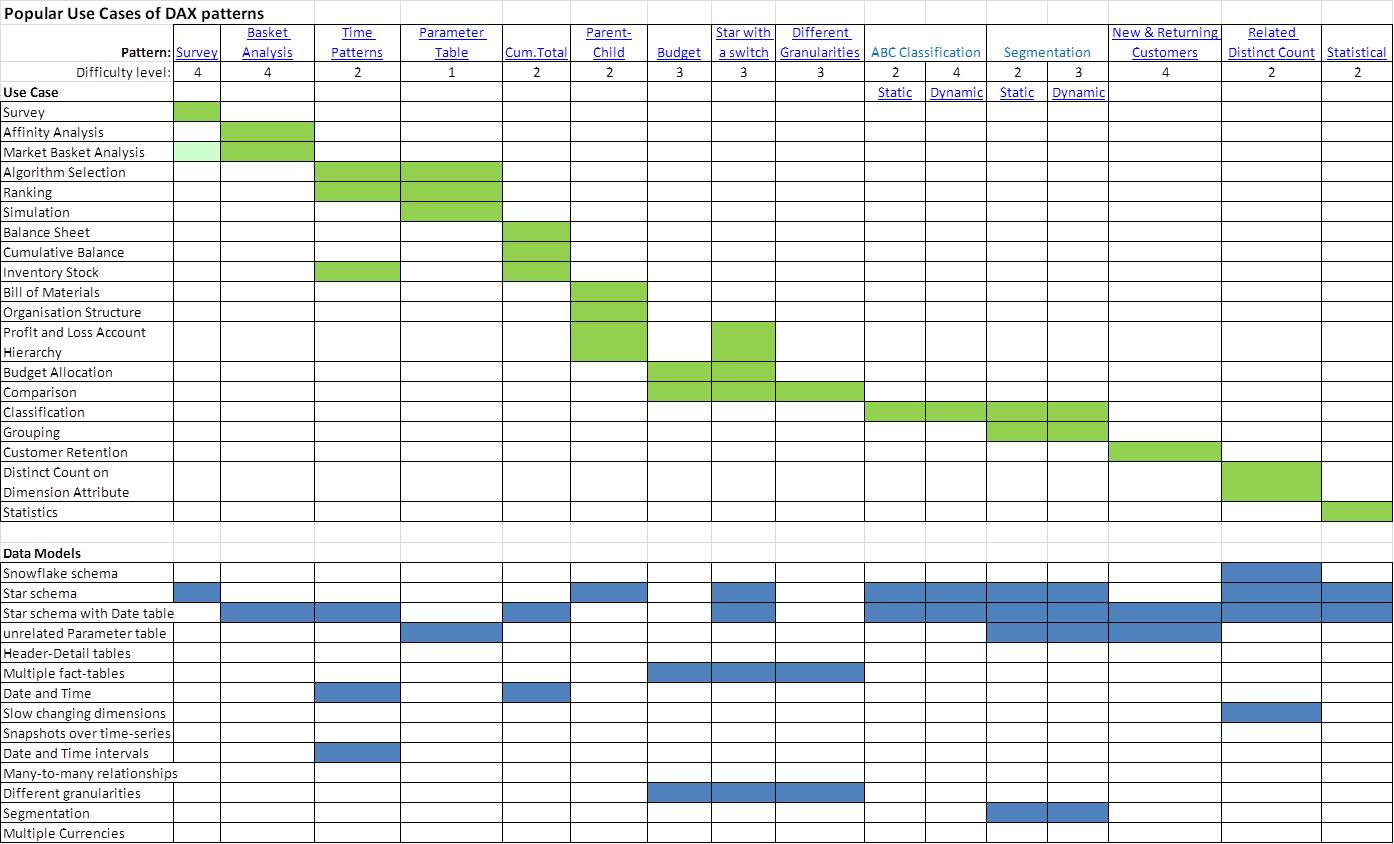 Popular Use Cases of DAX patterns
Basket Time Parameter Parent- Star with Different New & Returning Related
Pattern: Survey Analysis Patterns Table Cum.Total Child Budget a switch Granularities ABC Classification Segmentation Customers Distinct Count Statistical
Difficulty level: 4 4 2 1 2 2 3 3 3 2 4 2 3 4 2 2
Use Case Static Dynamic Static Dynamic
Survey
Affinity Analysis
Market Basket Analysis
Algorithm Selection
Ranking
Simulation
Balance Sheet
Cumulative Balance
Inventory Stock
Bill of Materials
Organisation Structure
Profit and Loss Account
Hierarchy
Budget Allocation
Comparison
Classification
Grouping
Customer Retention
Distinct Count on
Dimension Attribute
Statistics
Data Models
Snowflake schema
Star schema
Star schema with Date table
unrelated Parameter table
Header-Detail tables
Multiple fact-tables
Date and Time
Slow changing dimensions
Snapshots over time-series
Date and Time intervals
Many-to-many relationships
Different granularities
Segmentation
Multiple Currencies